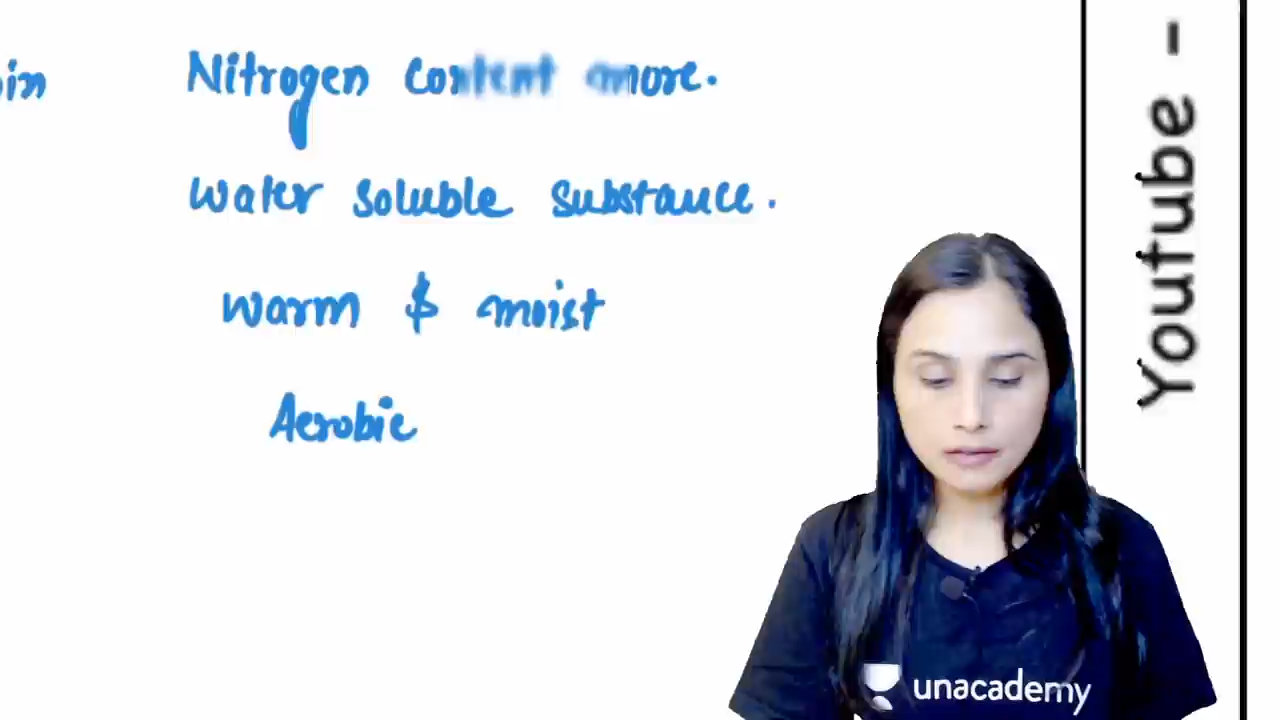 Nitrogen content more.
water soluble substance.
warm & moist
Aerobic
Youtube -
unacademy